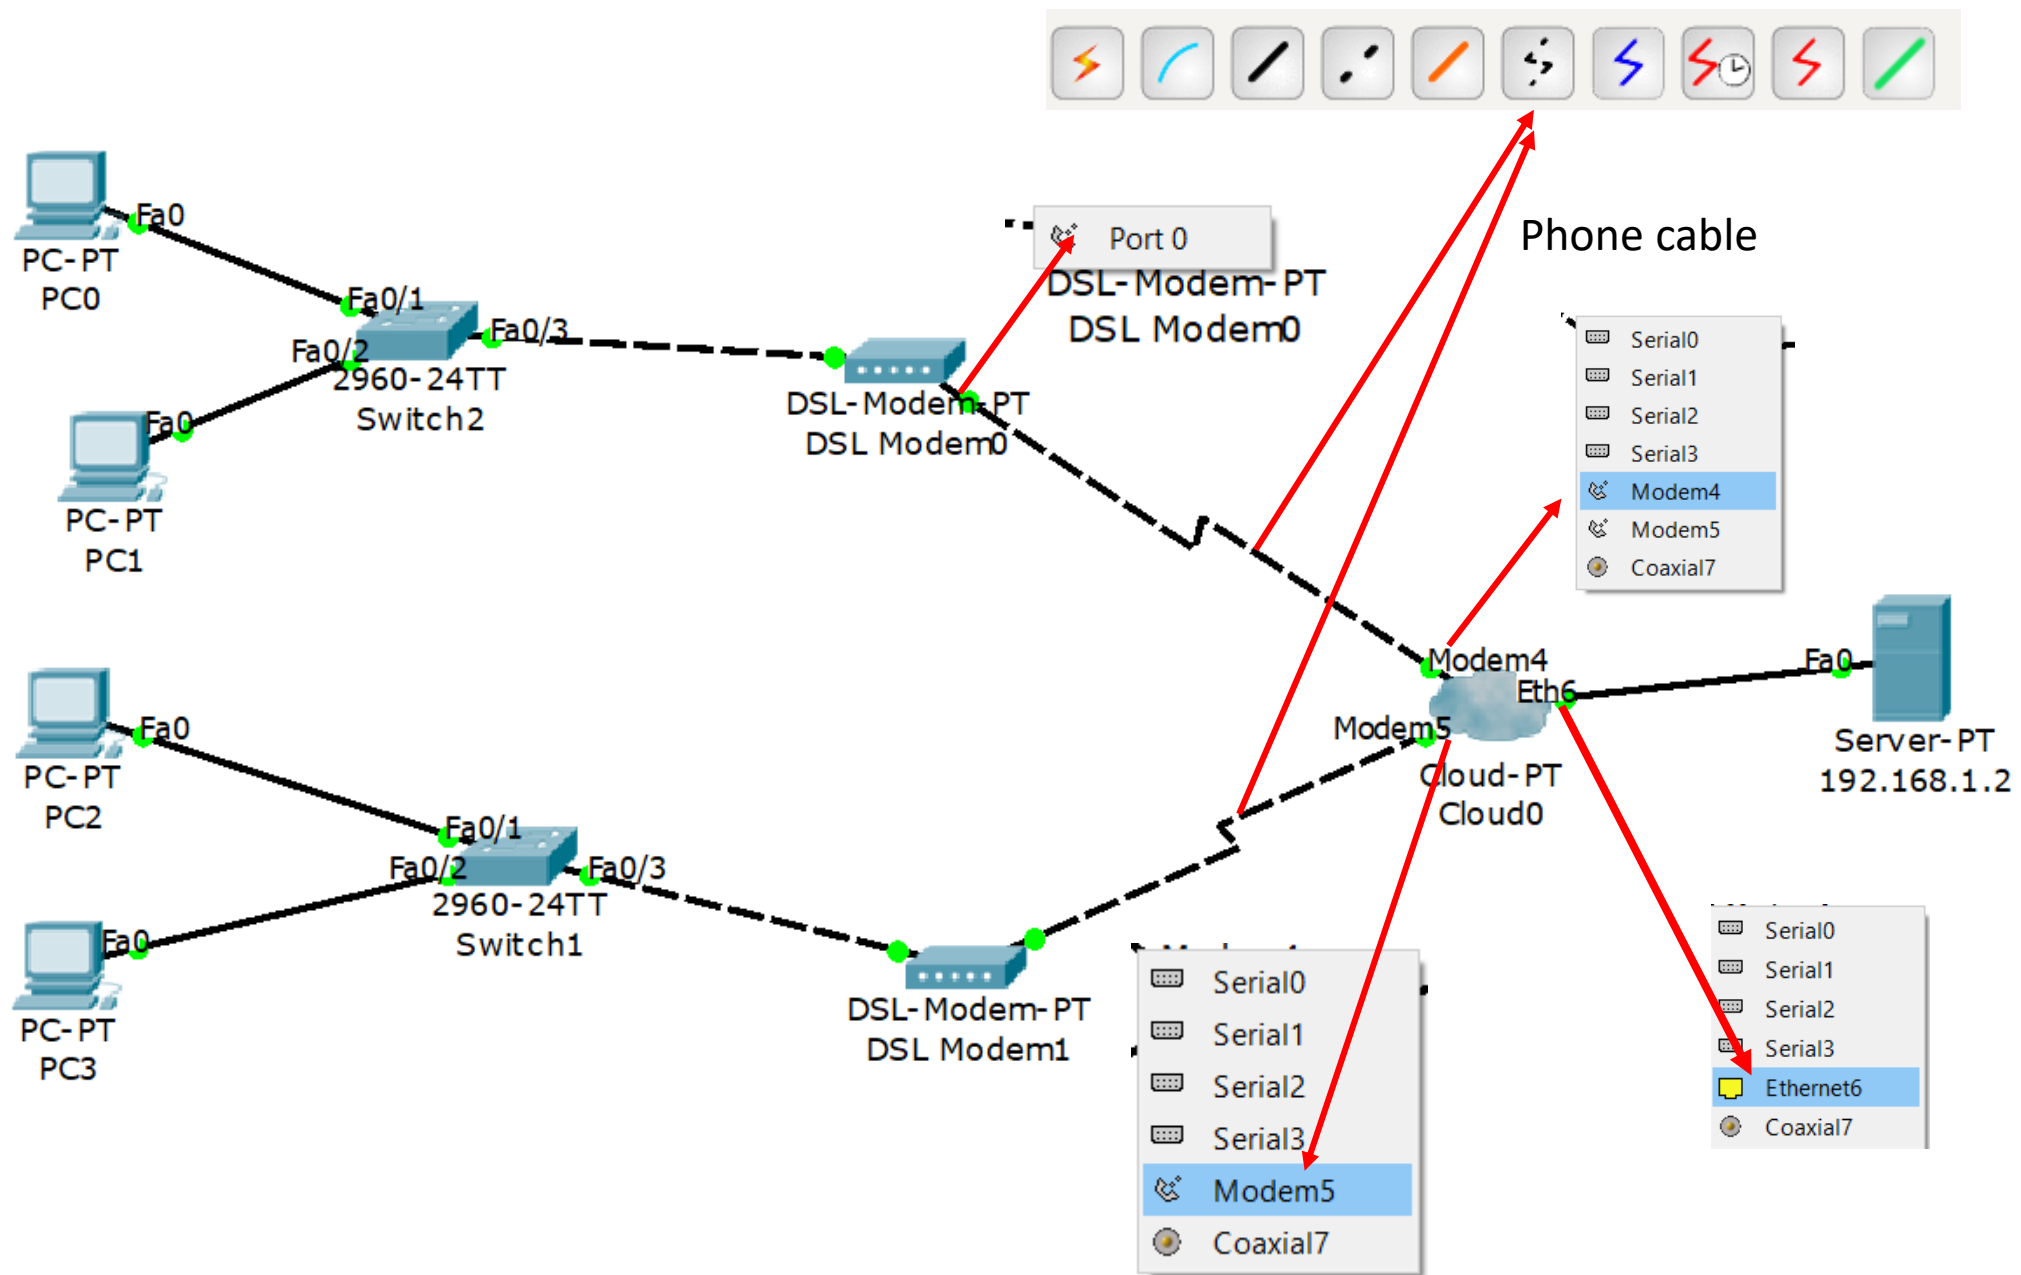 Phone cable
Port 0
DSL-Modem-PT
DSL Modem0
Fa0
PC-PT
PC0
Fa0/1
Fa0/3
Fa0/2
2960-24TT
Switch2
Fa0
PC-PT
PC1
DSL-Modem-PT
DSL Modem0
Serial0
Serial1
Serial2
Serial3
Modem4
Modem5
Coaxial7
Modem4
Eth6
Modem5
Cloud-PT
Cloud0
Fa0
Server-PT
192.168.1.2
Fa0
PC-PT
PC2
Fa0/1
Fa0/2
Fa0/3
2960-24TT
Switch1
Fa0
PC-PT
PC3
DSL-Modem-PT
DSL Modem1
Serial0
Serial1
Serial2
Serial3
Modem5
Coaxial7
Serial0
Serial1
Serial2
Serial3
Ethernet6
Coaxial7